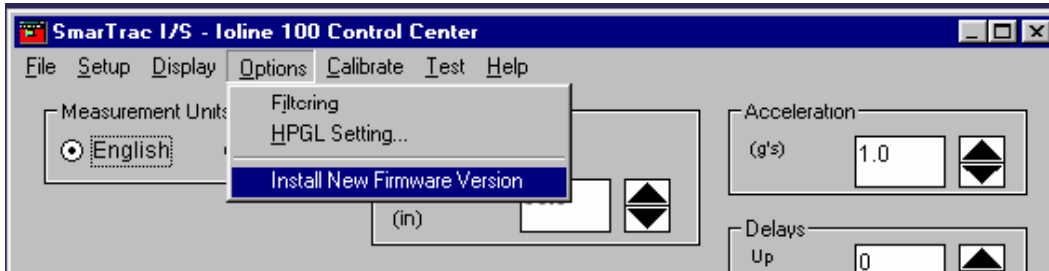 SmarTrac I/S - Ioline 100 Control Center
File Setup Display Options Calibrate Test Help
Measurement Units
English
Filtering
HPGL Setting...
Install New Firmware Version
(in)
Acceleration
(g's) 1.0
Delays
Up 0